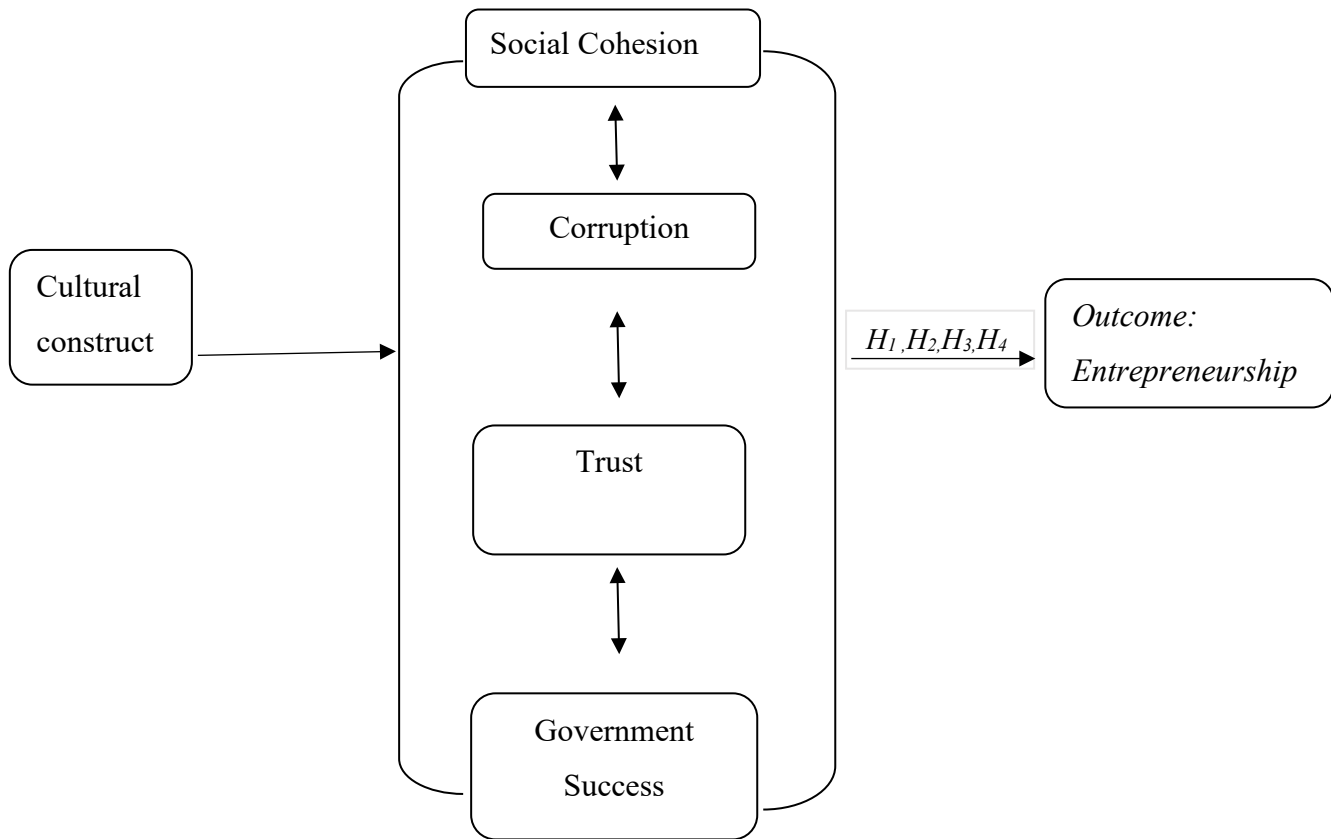 Social Cohesion
Corruption
Cultural
construct
H1 ,H2,H3,H4
Outcome:
Entrepreneurship
Trust
Government
Success